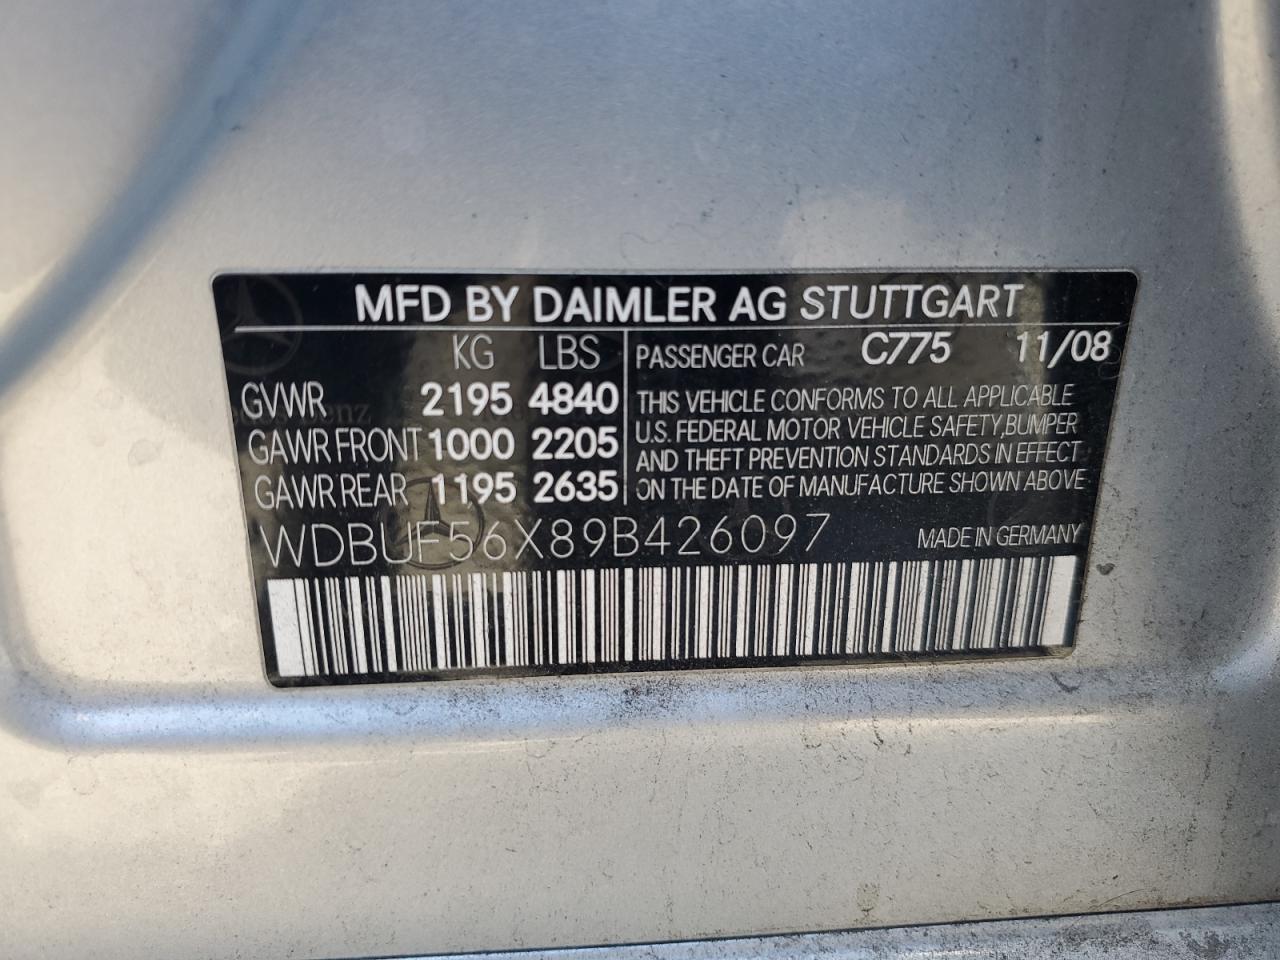 MFD BY DAIMLER AG STUTTGART
KG LBS
GVWR 2195 4840
GAWR FRONT 1000 2205
GAWR REAR 1195 2635
PASSENGER CAR C775 11/08
THIS VEHICLE CONFORMS TO ALL APPLICABLE
U.S. FEDERAL MOTOR VEHICLE SAFETY,BUMPER
AND THEFT PREVENTION STANDARDS IN EFFECT
ON THE DATE OF MANUFACTURE SHOWN ABOVE
WDBUF56X89B426097
MADE IN GERMANY